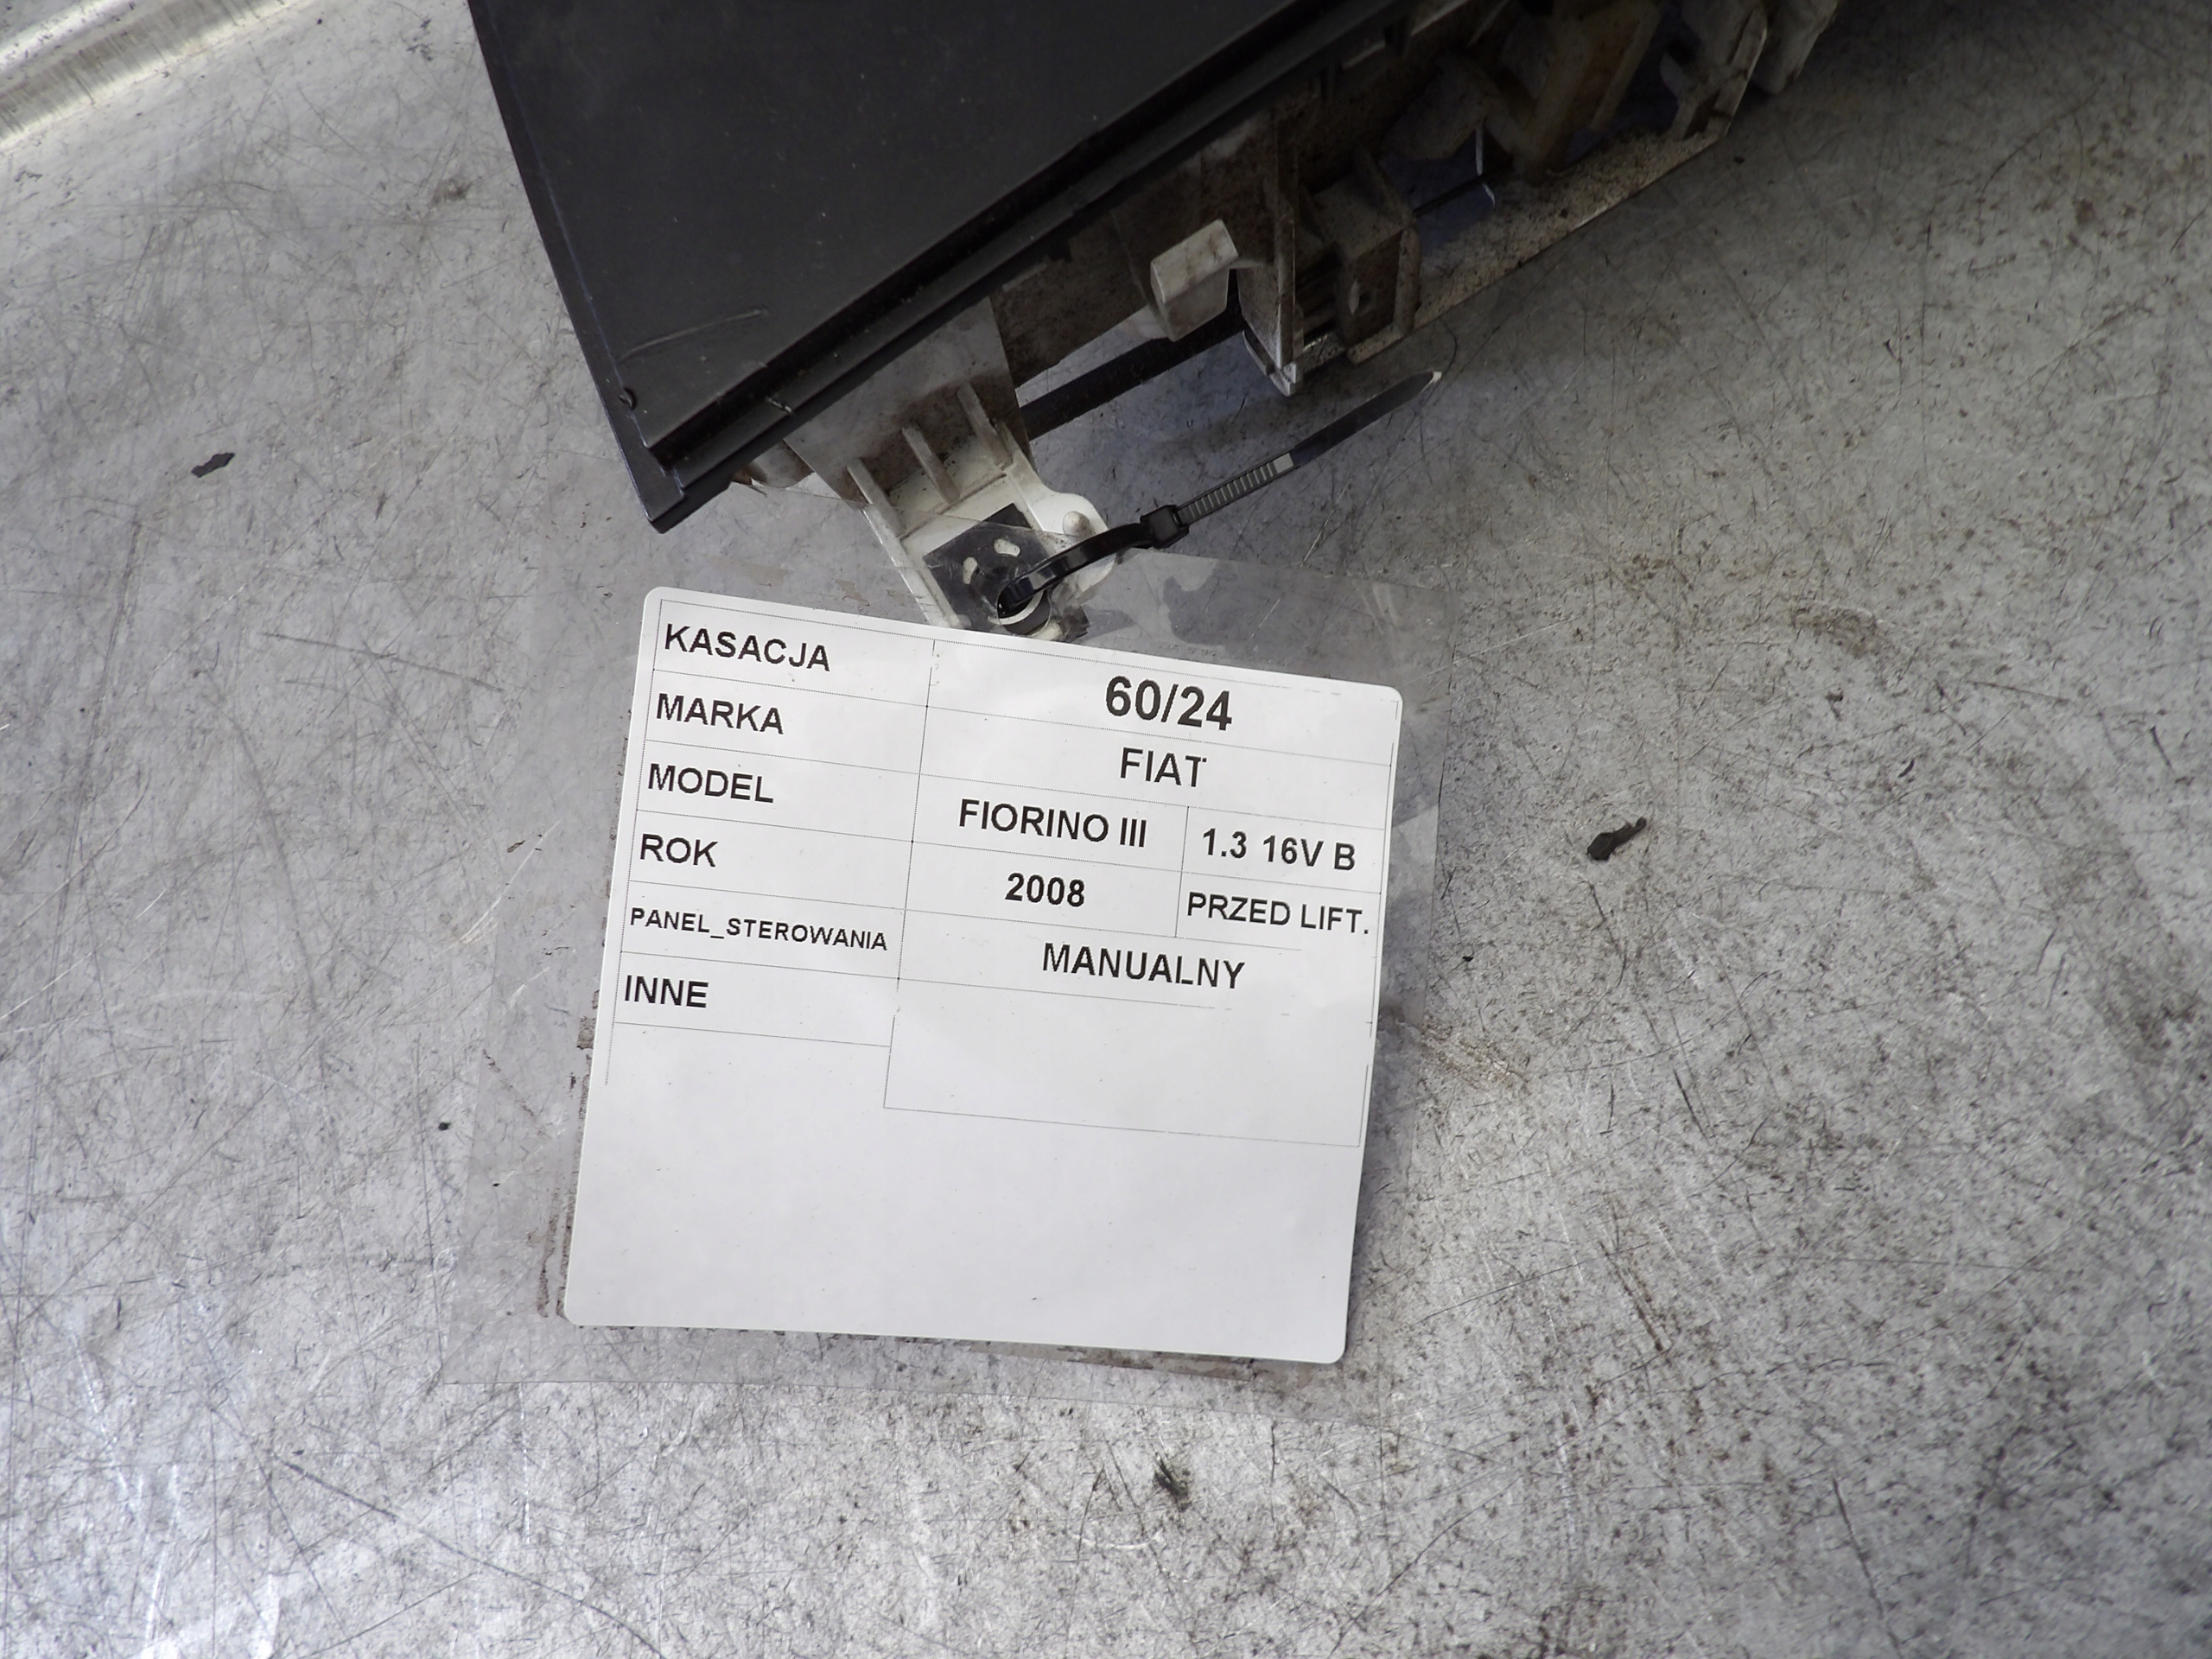 KASACJA 60/24
MARKA FIAT
MODEL FIORINO III 1.3 16V B
ROK 2008 PRZED LIFT.
PANEL_STEROWANIA MANUALNY
INNE